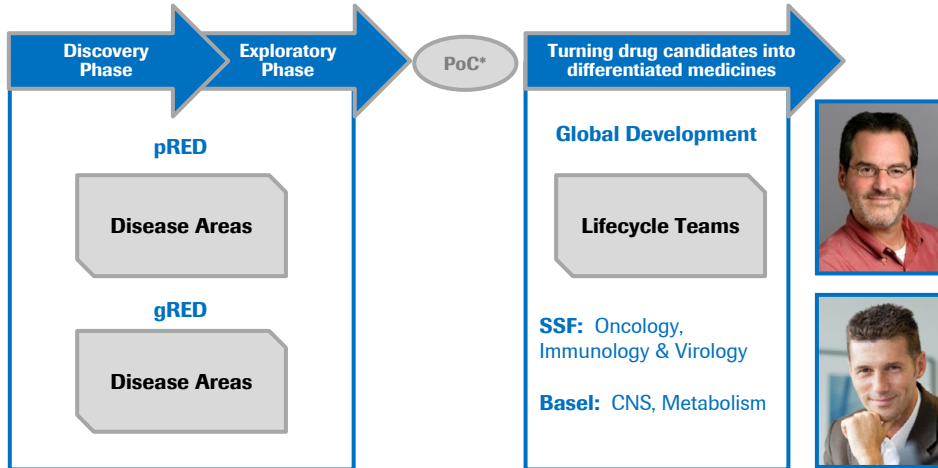 Discovery
Phase
Exploratory
Phase
PoC*
Turning drug candidates into
differentiated medicines
pRED
Disease Areas
gRED
Disease Areas
Global Development
Lifecycle Teams
SSF: Oncology,
Immunology & Virology
Basel: CNS, Metabolism